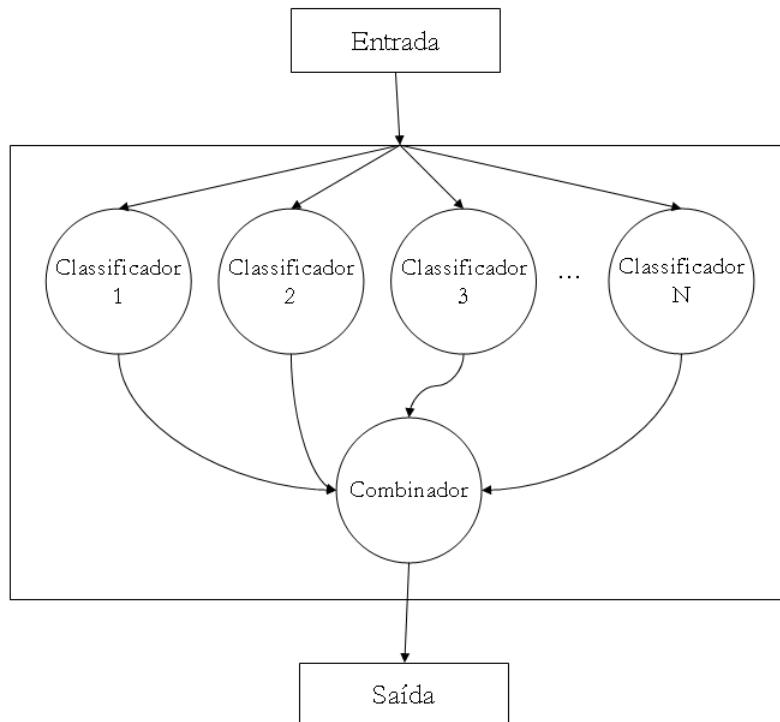 Entrada
Classificador
1
Classificador
2
Classificador
3
...
Classificador
N
Combinador
Saída